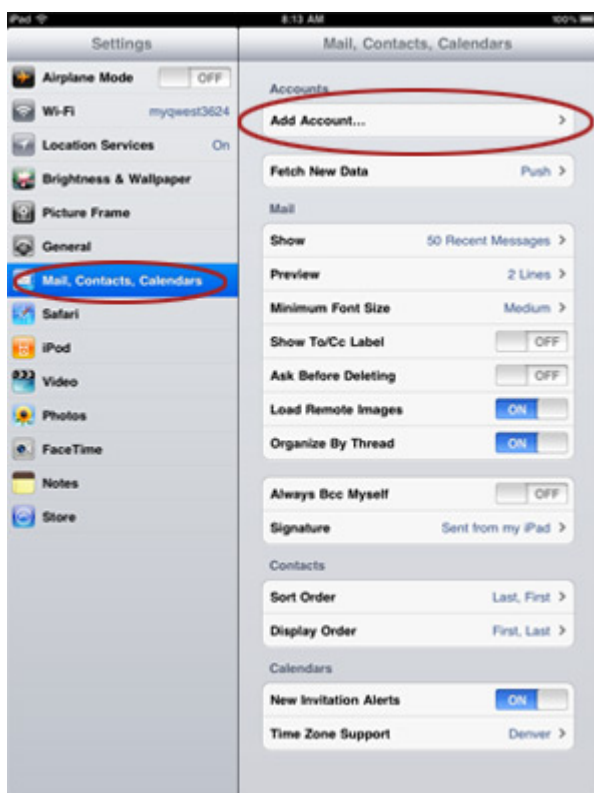 iPad 8:13 AM 100%
Settings
Airplane Mode OFF
Wi-Fi myqwest3624
Location Services On
Brightness & Wallpaper
Picture Frame
General
Mail, Contacts, Calendars
Safari
iPod
Video
Photos
FaceTime
Notes
Store
Mail, Contacts, Calendars
Accounts
Add Account... >
Fetch New Data Push >
Mail
Show 50 Recent Messages >
Preview 2 Lines >
Minimum Font Size Medium >
Show To/Cc Label OFF
Ask Before Deleting OFF
Load Remote Images ON
Organize By Thread ON
Always Bcc Myself OFF
Signature Sent from my iPad >
Contacts
Sort Order Last, First >
Display Order First, Last >
Calendars
New Invitation Alerts ON
Time Zone Support Denver >